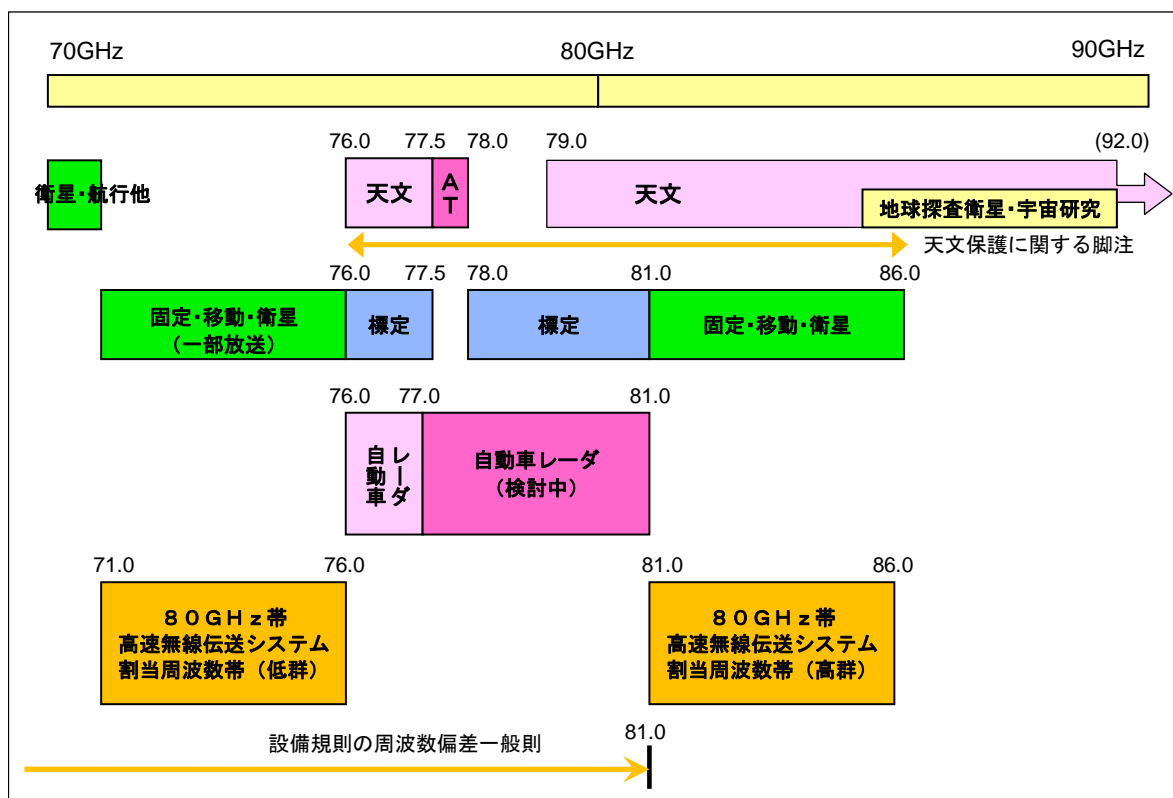 70GHz 80GHz 90GHz
76.0 77.5 78.0 79.0 (92.0)
衛星・航行他
天文
A
T
天文
地球探査衛星・宇宙研究
天文保護に関する脚注
76.0 77.5 78.0 81.0 86.0
固定・移動・衛星
(一部放送)
標定
標定
固定・移動・衛星
76.0 77.0 81.0
自動車
レーダ
自動車レーダ
(検討中)
71.0 76.0 81.0 86.0
80GHz帯
高速無線伝送システム
割当周波数帯(低群)
80GHz帯
高速無線伝送システム
割当周波数帯(高群)
設備規則の周波数偏差一般則
81.0